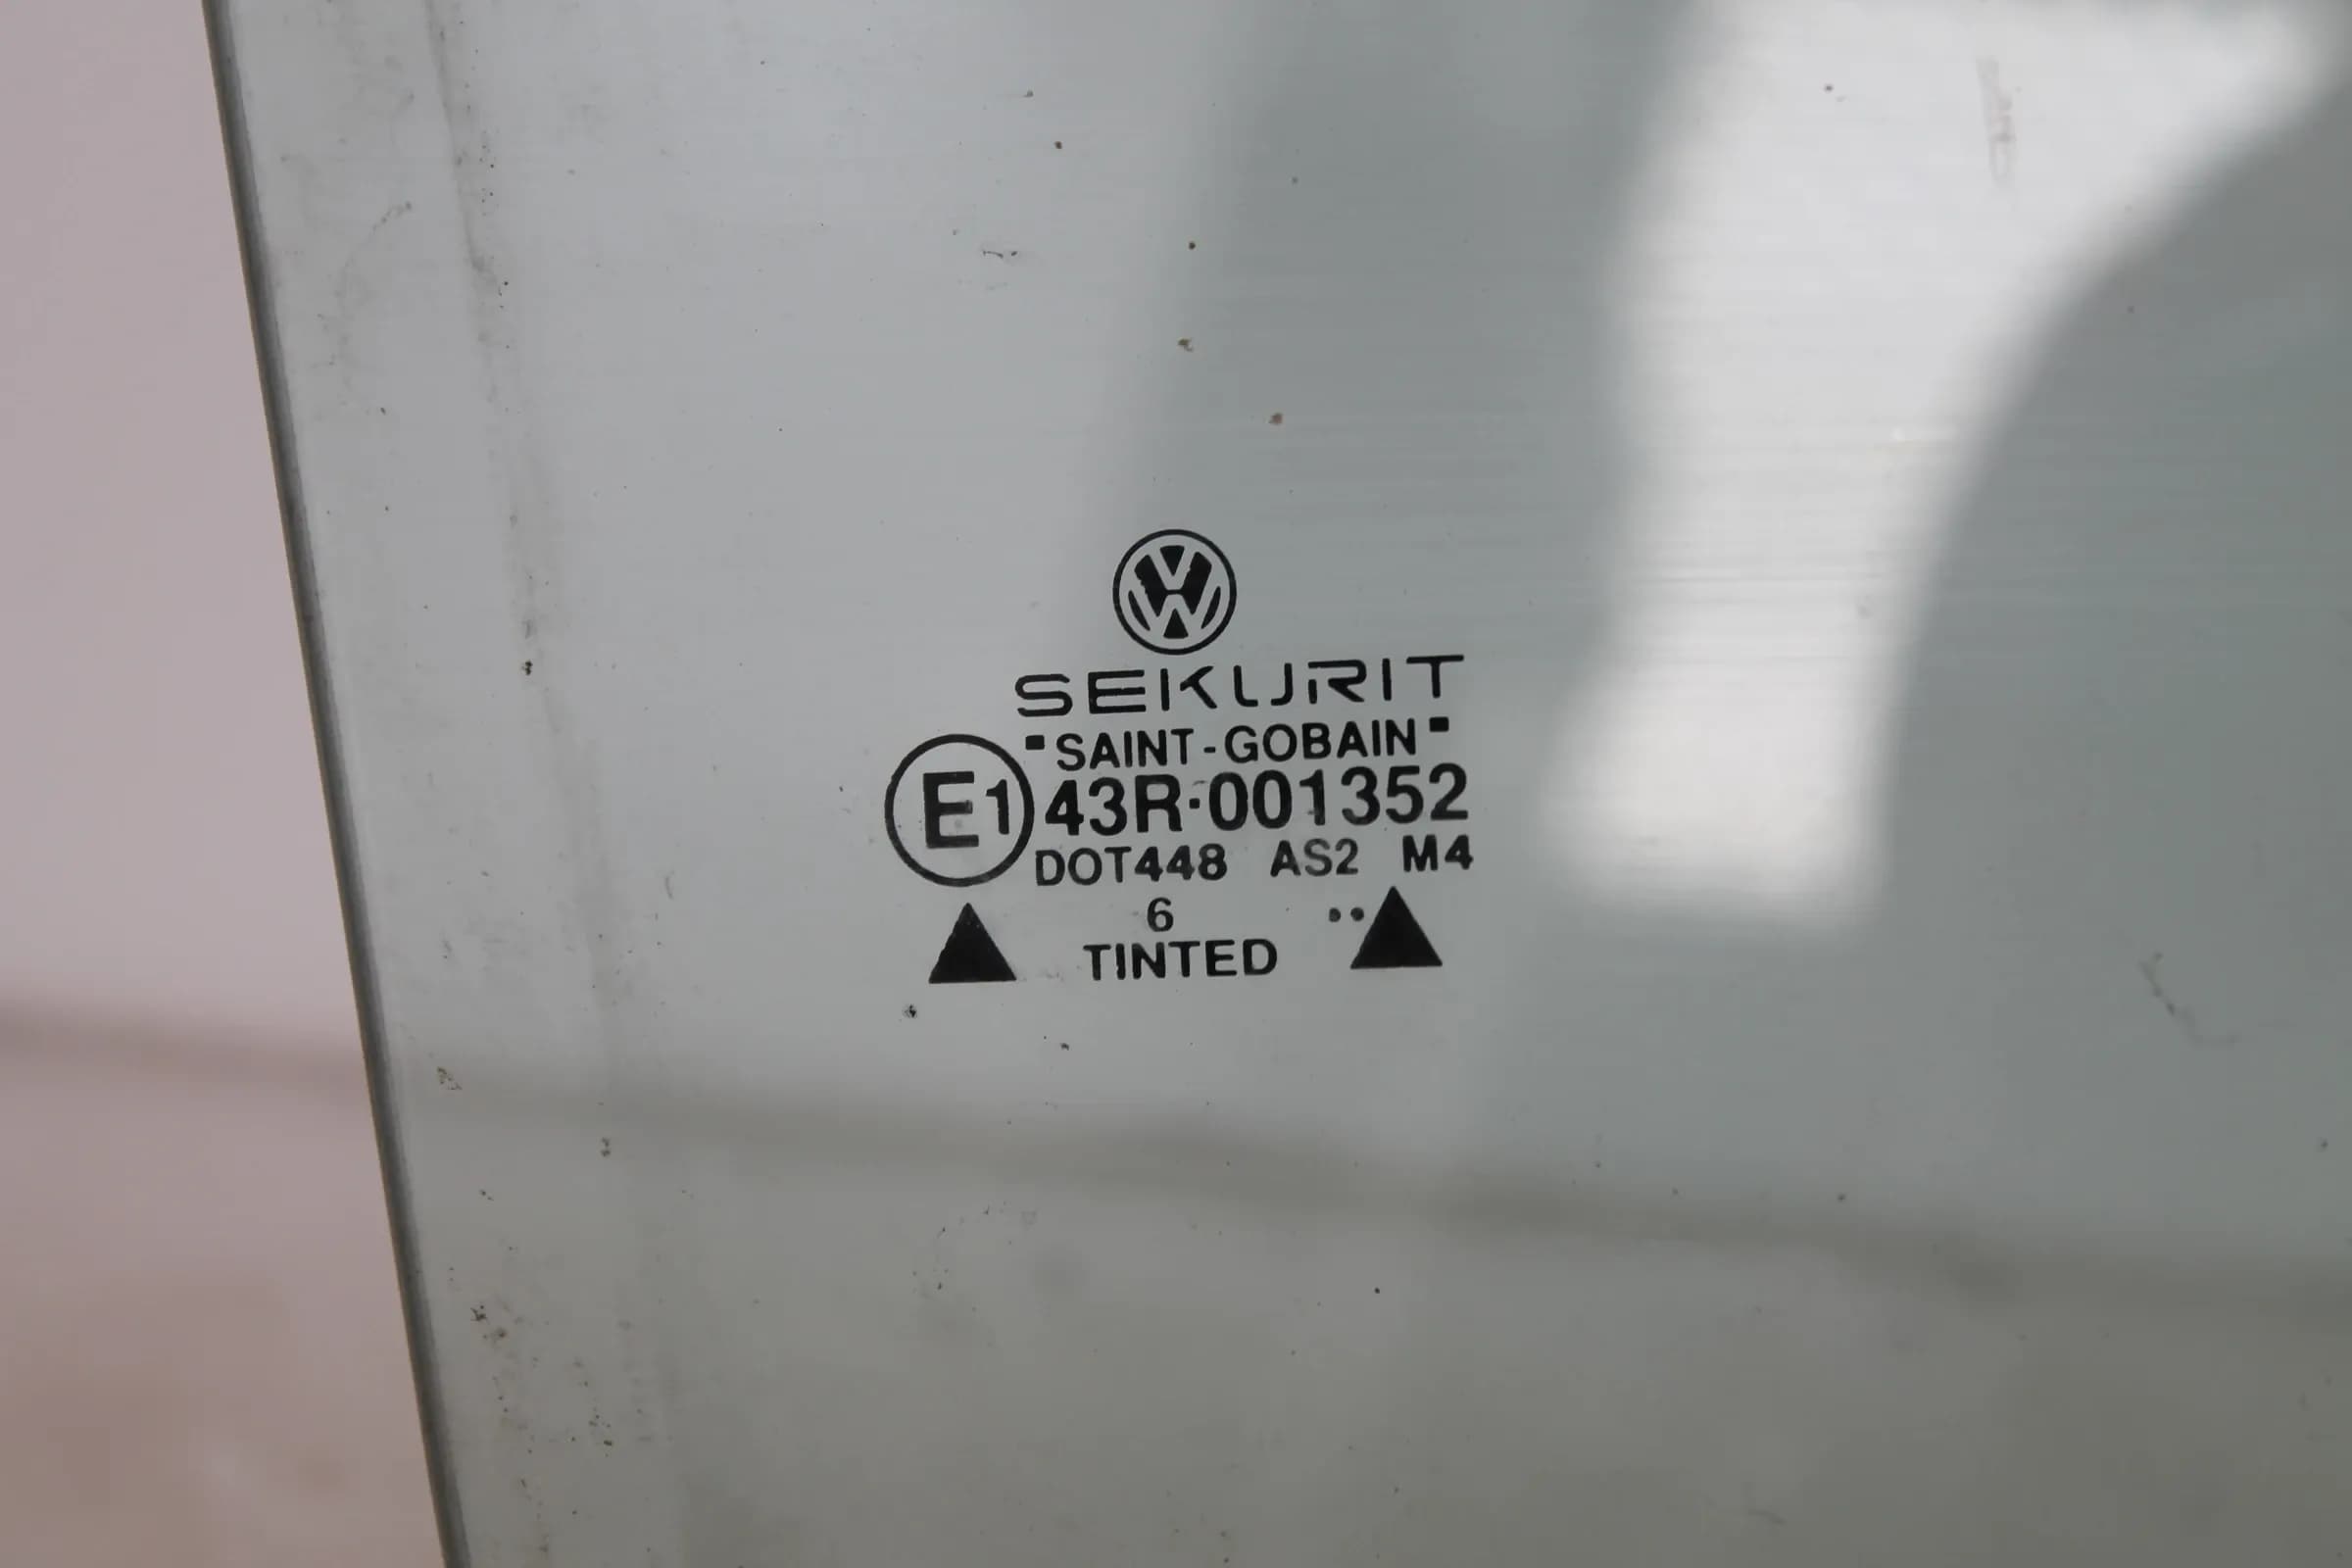 SEKURIT
"SAINT-GOBAIN"
E1 43R·001352
DOT448 AS2 M4
6 ••
TINTED